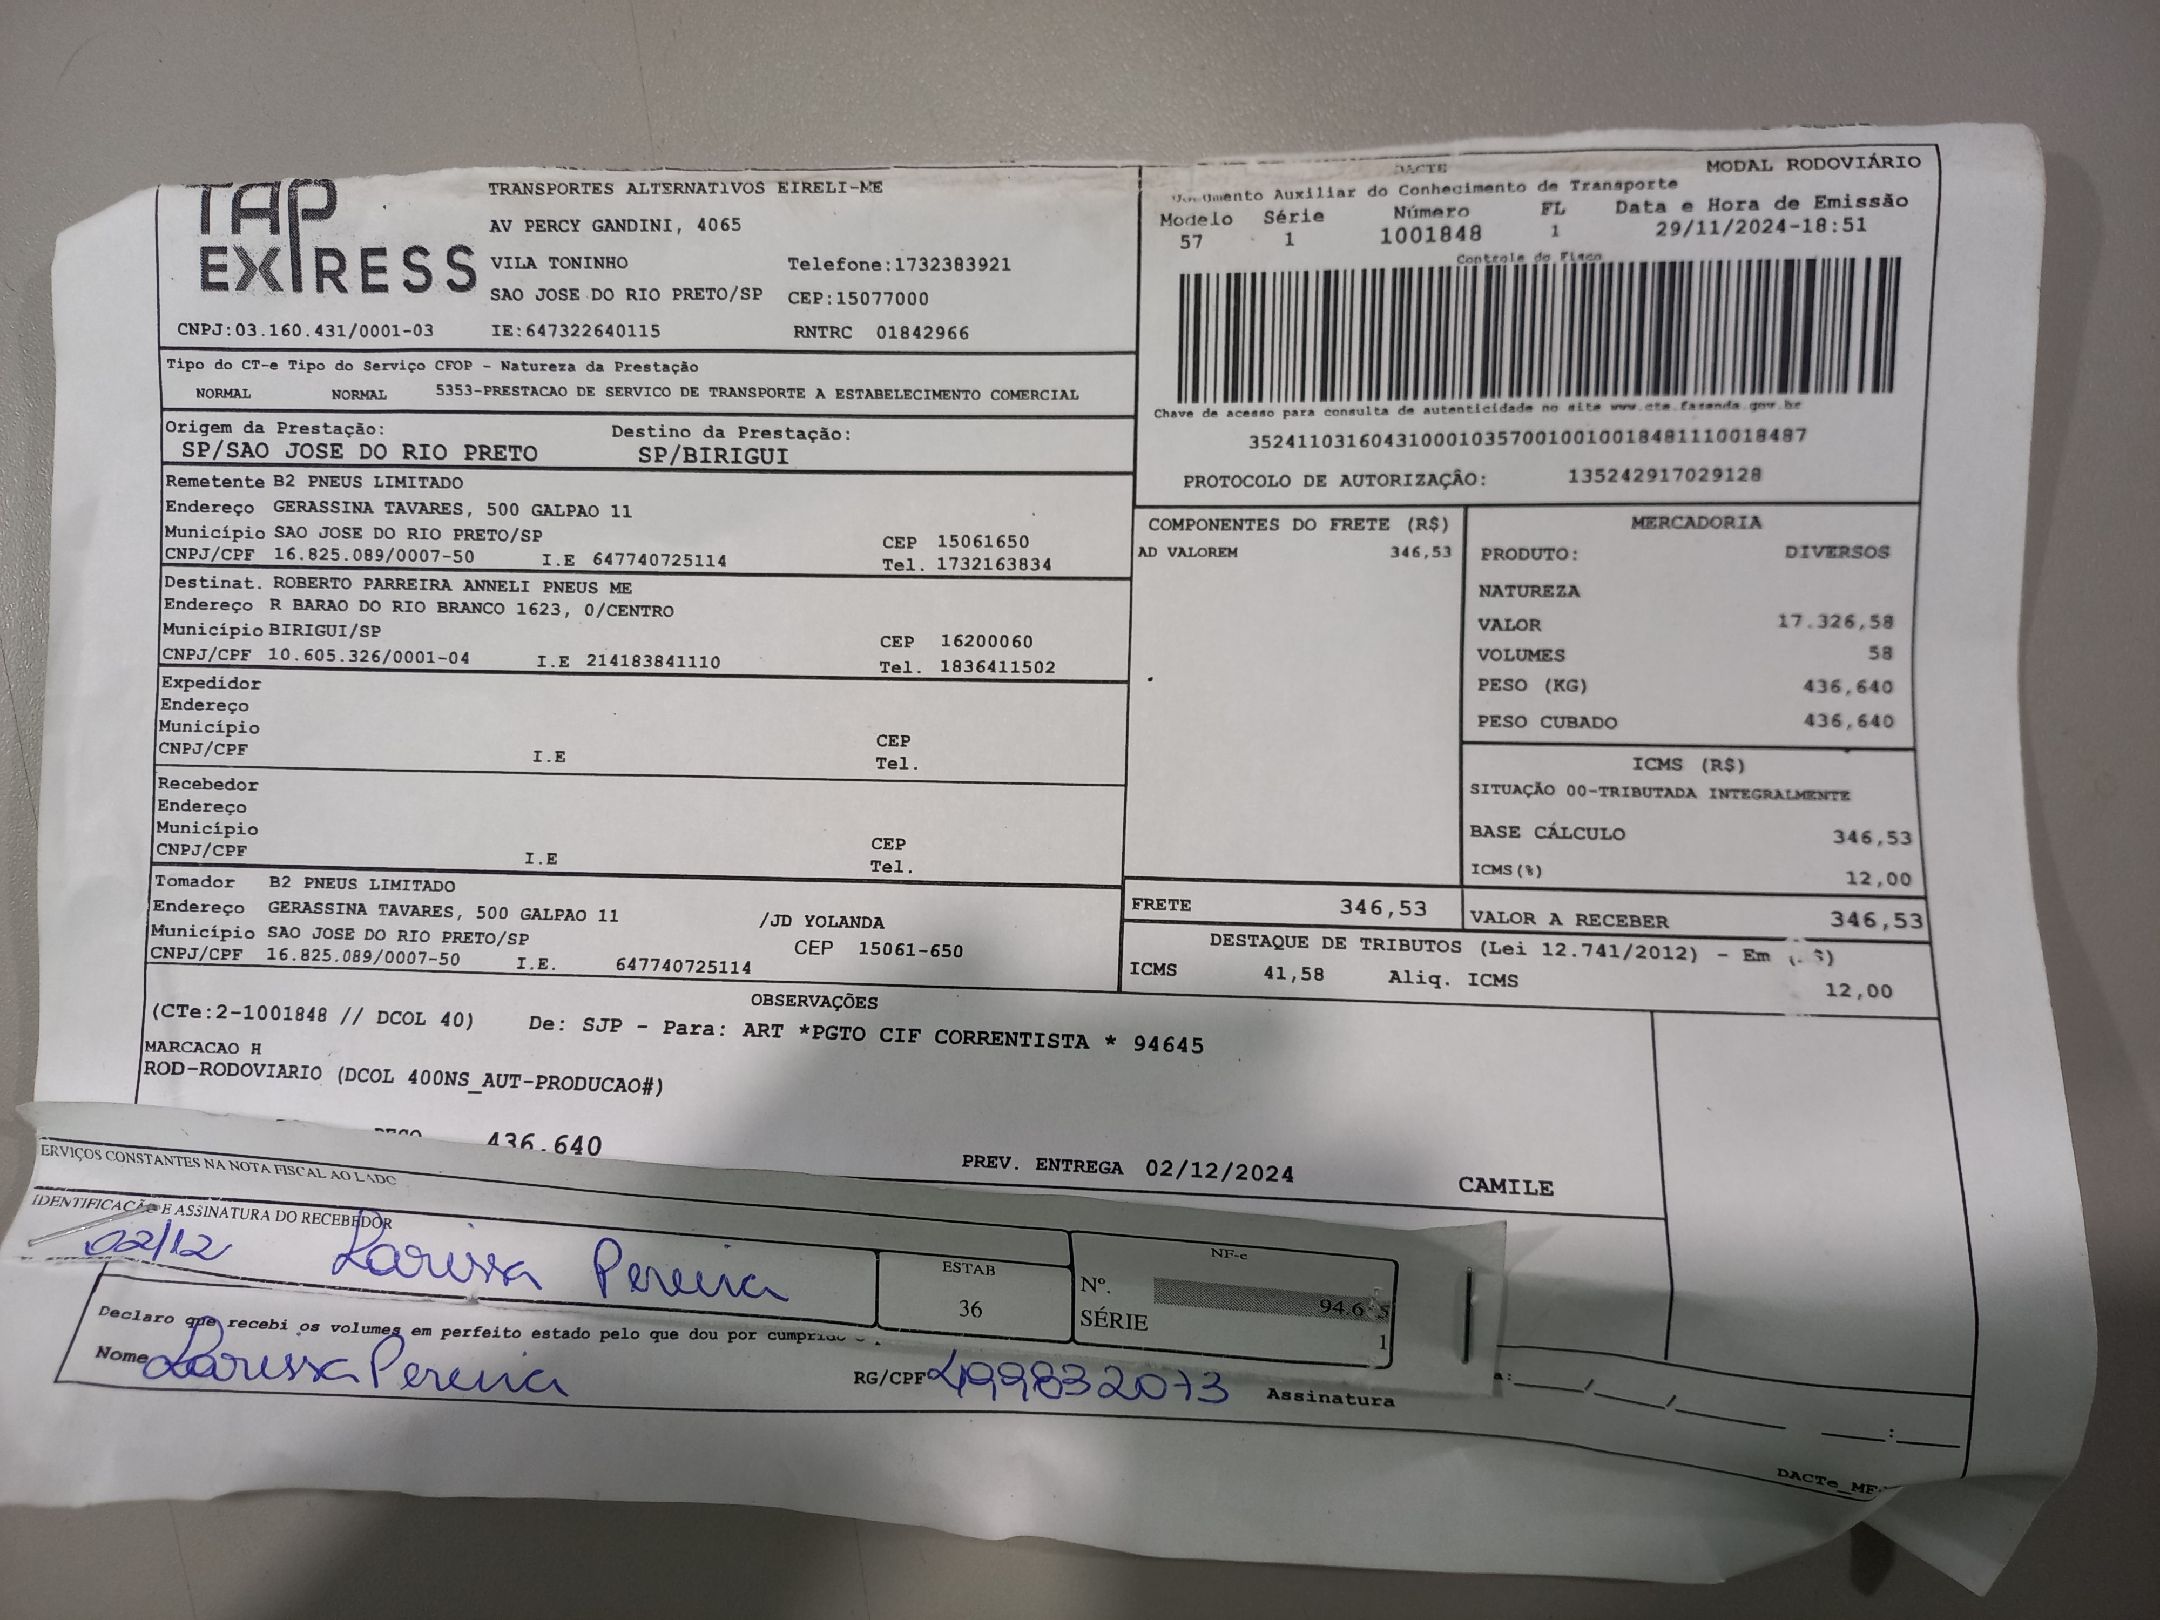 TAP
EXPRESS
TRANSPORTES ALTERNATIVOS EIRELI-ME
AV PERCY GANDINI, 4065
VILA TONINHO Telefone:1732383921
SAO JOSE DO RIO PRETO/SP CEP:15077000
CNPJ:03.160.431/0001-03 IE:647322640115 RNTRC 01842966
DACTE MODAL RODOVIÁRIO
Auxiliar do Conhecimento de Transporte
Modelo Série Número FL Data e Hora de Emissão
57 1 1001848 1 29/11/2024-18:51
Controle do Fisco
Chave de acesso para consulta de autenticidade no site www.cte.fazenda.gov.br
35241103160431000103570010010018481110018487
PROTOCOLO DE AUTORIZAÇÂO: 135242917029128
Tipo do CT-e Tipo do Serviço CFOP - Natureza da Prestação
NORMAL NORMAL 5353-PRESTACAO DE SERVICO DE TRANSPORTE A ESTABELECIMENTO COMERCIAL
Origem da Prestação: Destino da Prestação:
SP/SAO JOSE DO RIO PRETO SP/BIRIGUI
Remetente B2 PNEUS LIMITADO
Endereço GERASSINA TAVARES, 500 GALPAO 11
Município SAO JOSE DO RIO PRETO/SP CEP 15061650
CNPJ/CPF 16.825.089/0007-50 I.E 647740725114 Tel. 1732163834
Destinat. ROBERTO PARREIRA ANNELI PNEUS ME
Endereço R BARAO DO RIO BRANCO 1623, 0/CENTRO
Município BIRIGUI/SP CEP 16200060
CNPJ/CPF 10.605.326/0001-04 I.E 214183841110 Tel. 1836411502
Expedidor
Endereço
Município CEP
CNPJ/CPF I.E Tel.
Recebedor
Endereço
Município CEP
CNPJ/CPF I.E Tel.
Tomador B2 PNEUS LIMITADO
Endereço GERASSINA TAVARES, 500 GALPAO 11 /JD YOLANDA
Município SAO JOSE DO RIO PRETO/SP CEP 15061-650
CNPJ/CPF 16.825.089/0007-50 I.E. 647740725114
COMPONENTES DO FRETE (R$)
AD VALOREM 346,53
MERCADORIA
PRODUTO: DIVERSOS
NATUREZA
VALOR 17.326,58
VOLUMES 58
PESO (KG) 436,640
PESO CUBADO 436,640
ICMS (R$)
SITUAÇÃO 00-TRIBUTADA INTEGRALMENTE
BASE CÁLCULO 346,53
ICMS(%) 12,00
FRETE 346,53 VALOR A RECEBER 346,53
DESTAQUE DE TRIBUTOS (Lei 12.741/2012) - Em
ICMS 41,58 Aliq. ICMS 12,00
OBSERVAÇÕES
(CTe:2-1001848 // DCOL 40) De: SJP - Para: ART *PGTO CIF CORRENTISTA * 94645
MARCACAO H
ROD-RODOVIARIO (DCOL 400NS_AUT-PRODUCAO#)
436.640
PREV. ENTREGA 02/12/2024 CAMILE
ERVIÇOS CONSTANTES NA NOTA FISCAL AO LADO
IDENTIFICAÇÃO E ASSINATURA DO RECEBEDOR
02/12 Larissa Pereira
ESTAB
36
NF-e
Nº.
SÉRIE 1
Declaro que recebi os volumes em perfeito estado pelo que dou por
Nome Larissa Pereira RG/CPF 499832073 Assinatura
DACTe_MF